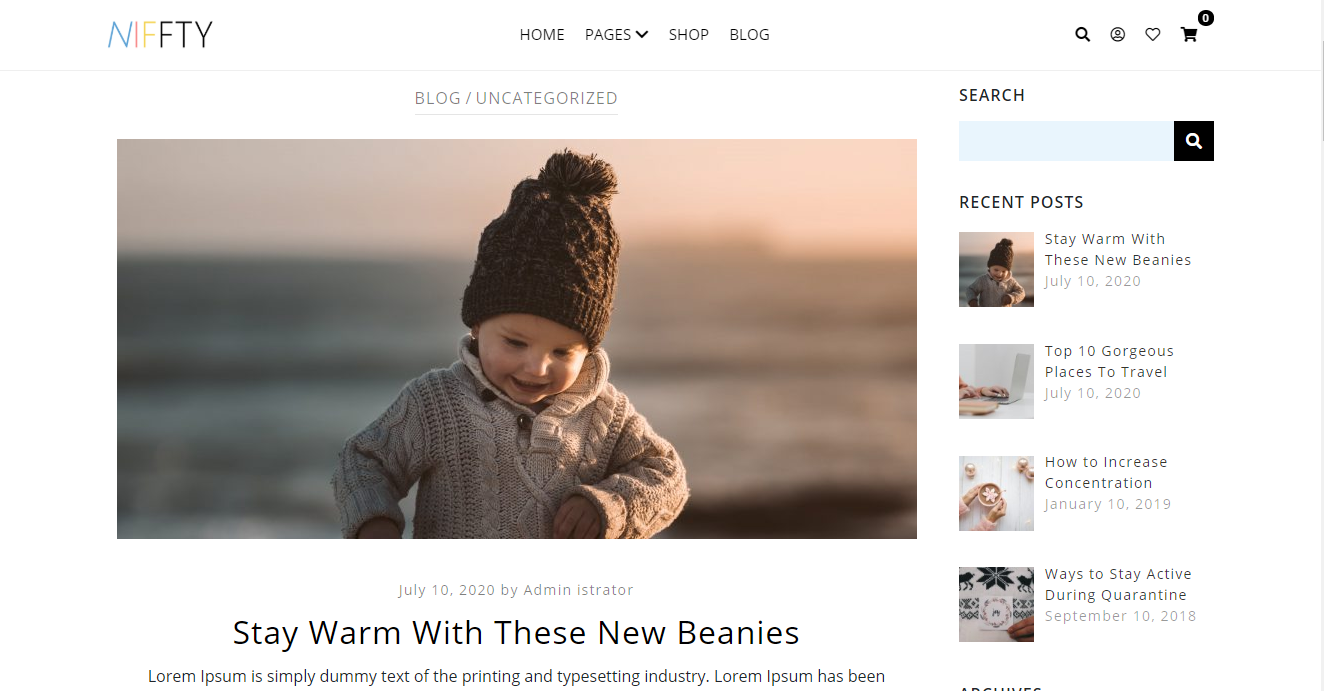 NIFFTY
HOME PAGES SHOP BLOG
0
BLOG / UNCATEGORIZED
Stay Warm With These New Beanies
July 10, 2020 by Admin istrator
Lorem Ipsum is simply dummy text of the printing and typesetting industry. Lorem Ipsum has been
SEARCH
RECENT POSTS
Stay Warm With
These New Beanies
July 10, 2020
Top 10 Gorgeous
Places To Travel
July 10, 2020
How to Increase
Concentration
January 10, 2019
Ways to Stay Active
During Quarantine
September 10, 2018
ARCHIVES